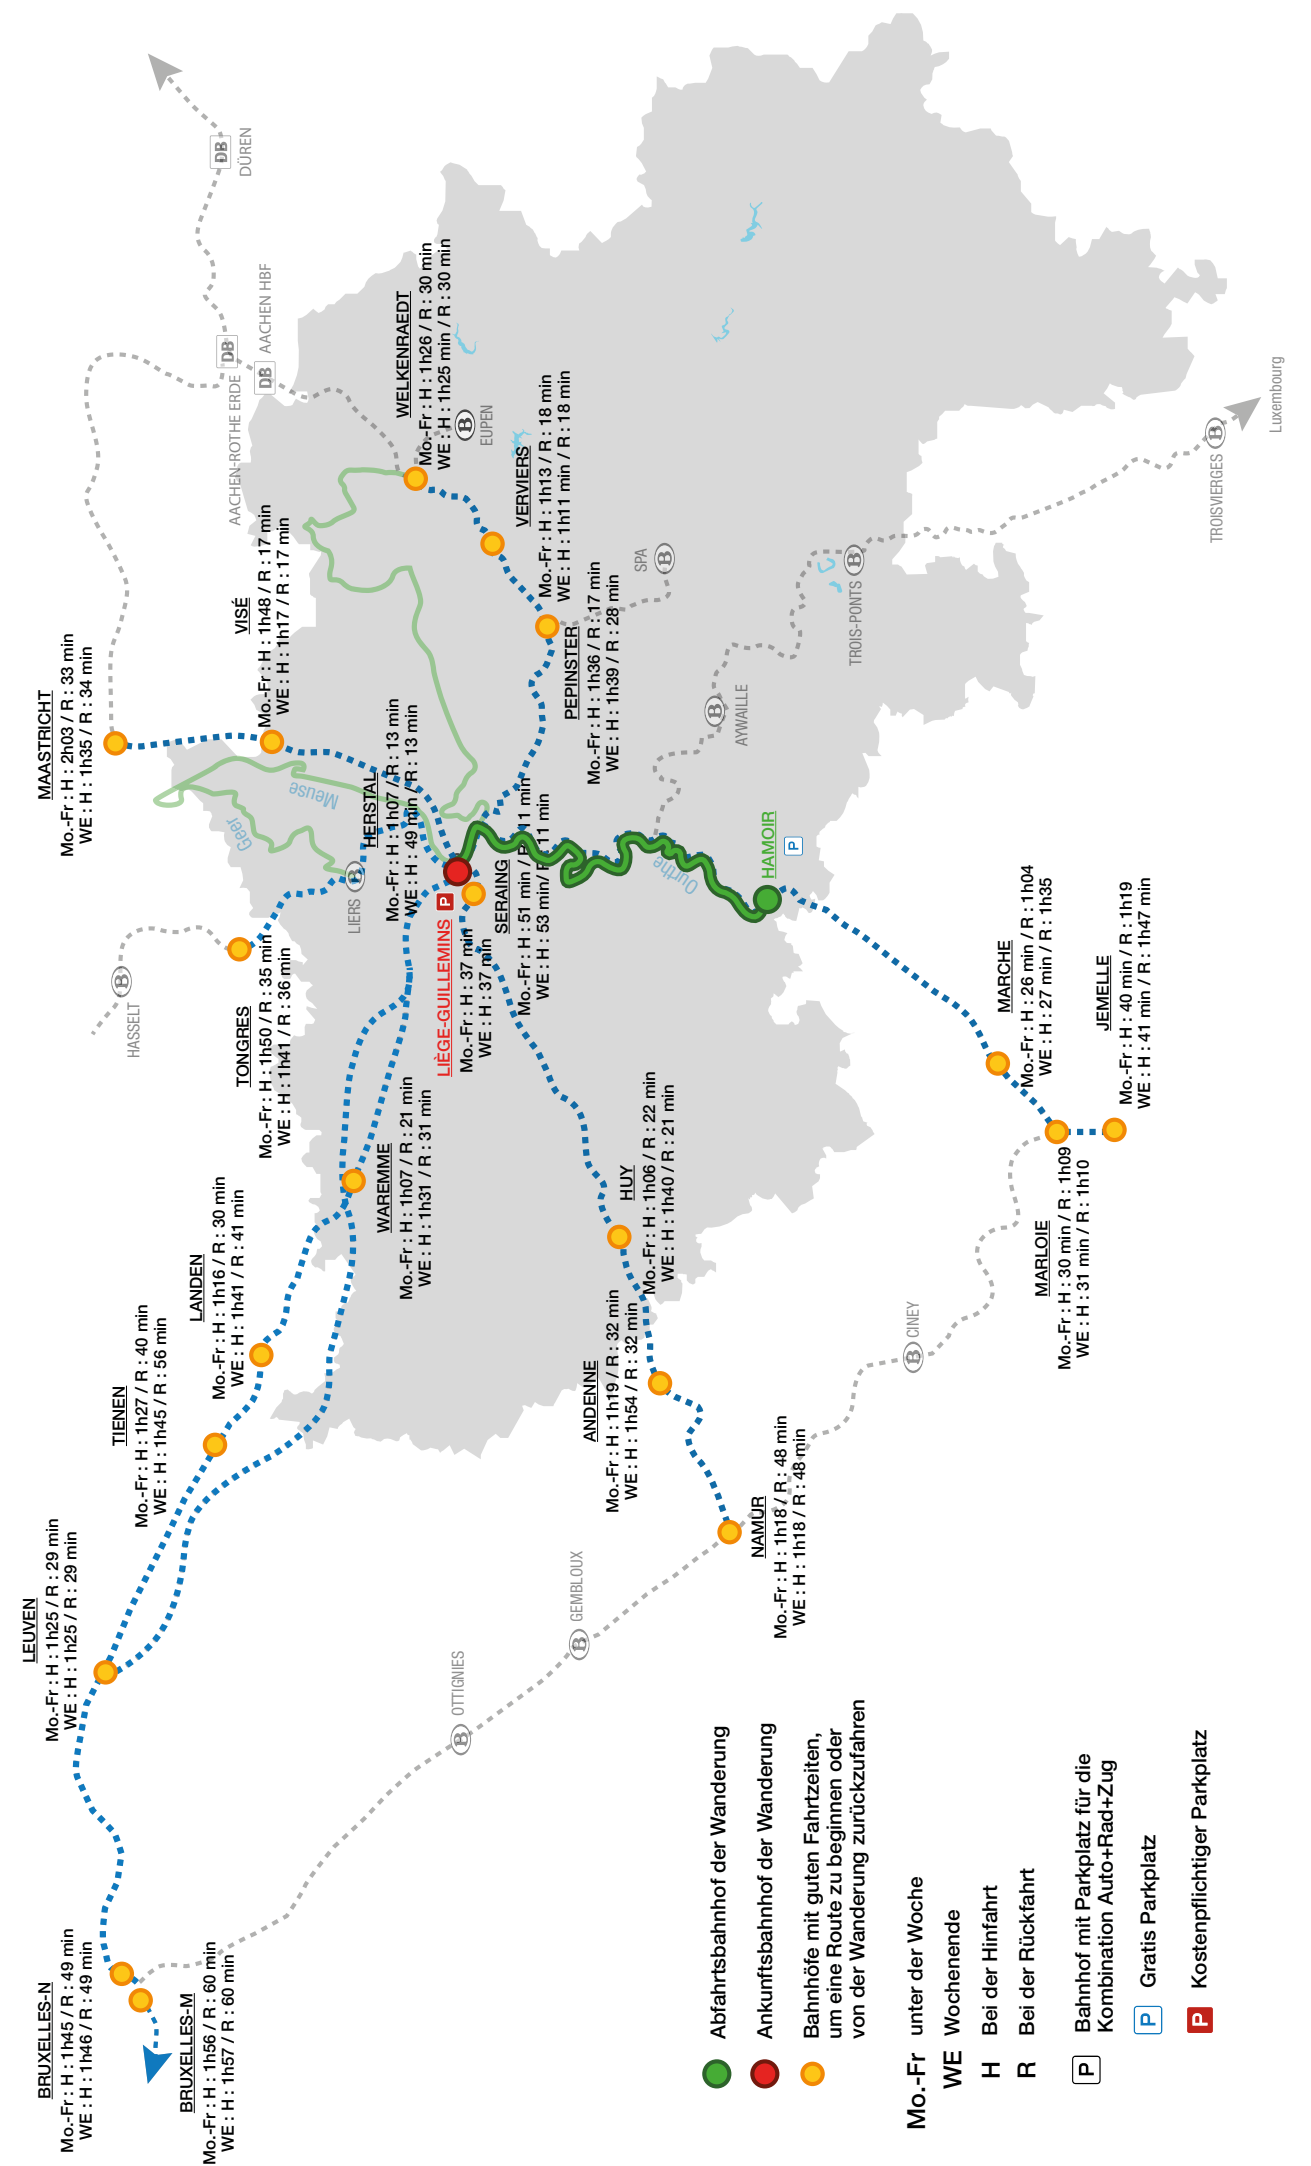 BRUXELLES-N
Mo.-Fr : H : 1h45 / R : 49 min
WE : H : 1h46 / R : 49 min
BRUXELLES-M
Mo.-Fr : H : 1h56 / R : 60 min
WE : H : 1h57 / R : 60 min
LEUVEN
Mo.-Fr : H : 1h25 / R : 29 min
WE : H : 1h25 / R : 29 min
TIENEN
Mo.-Fr : H : 1h27 / R : 40 min
WE : H : 1h45 / R : 56 min
LANDEN
Mo.-Fr : H : 1h16 / R : 30 min
WE : H : 1h41 / R : 41 min
WAREMME
Mo.-Fr : H : 1h07 / R : 21 min
WE : H : 1h31 / R : 31 min
HASSELT
B
TONGRES
Mo.-Fr : H : 1h50 / R : 35 min
WE : H : 1h41 / R : 36 min
LIERS
B
MAASTRICHT
Mo.-Fr : H : 2h03 / R : 33 min
WE : H : 1h35 / R : 34 min
VISÉ
Mo.-Fr : H : 1h48 / R : 17 min
WE : H : 1h17 / R : 17 min
HERSTAL
Mo.-Fr : H : 1h07 / R : 13 min
WE : H : 49 min / R : 13 min
Geer
Meuse
LIÈGE-GUILLEMINS
P
Mo.-Fr : H : 37 min
WE : H : 37 min
SERAING
Mo.-Fr : H : 51 min / R : 11 min
WE : H : 53 min/ R : 11 min
DB
DÜREN
DB
AACHEN-ROTHE ERDE
DB
AACHEN HBF
WELKENRAEDT
Mo.-Fr : H : 1h26 / R : 30 min
WE : H : 1h25 min / R : 30 min
B
EUPEN
VERVIERS
Mo.-Fr : H : 1h13 / R : 18 min
WE : H : 1h11 min / R : 18 min
PEPINSTER
Mo.-Fr : H : 1h36 / R : 17 min
WE : H : 1h39 / R : 28 min
SPA
B
B
AYWAILLE
TROIS-PONTS
B
TROISVIERGES
B
Luxembourg
Ourthe
HAMOIR
P
HUY
Mo.-Fr : H : 1h06 / R : 22 min
WE : H : 1h40 / R : 21 min
ANDENNE
Mo.-Fr : H : 1h19 / R : 32 min
WE : H : 1h54 / R : 32 min
NAMUR
Mo.-Fr : H : 1h18 / R : 48 min
WE : H : 1h18 / R : 48 min
B
GEMBLOUX
B
OTTIGNIES
B
CINEY
MARCHE
Mo.-Fr : H : 26 min / R : 1h04
WE : H : 27 min / R : 1h35
MARLOIE
Mo.-Fr : H : 30 min / R : 1h09
WE : H : 31 min / R : 1h10
JEMELLE
Mo.-Fr : H : 40 min / R : 1h19
WE : H : 41 min / R : 1h47 min
Abfahrtsbahnhof der Wanderung
Ankunftsbahnhof der Wanderung
Bahnhöfe mit guten Fahrtzeiten,
um eine Route zu beginnen oder
von der Wanderung zurückzufahren
Mo.-Fr unter der Woche
WE Wochenende
H Bei der Hinfahrt
R Bei der Rückfahrt
P Bahnhof mit Parkplatz für die
Kombination Auto+Rad+Zug
P Gratis Parkplatz
P Kostenpflichtiger Parkplatz